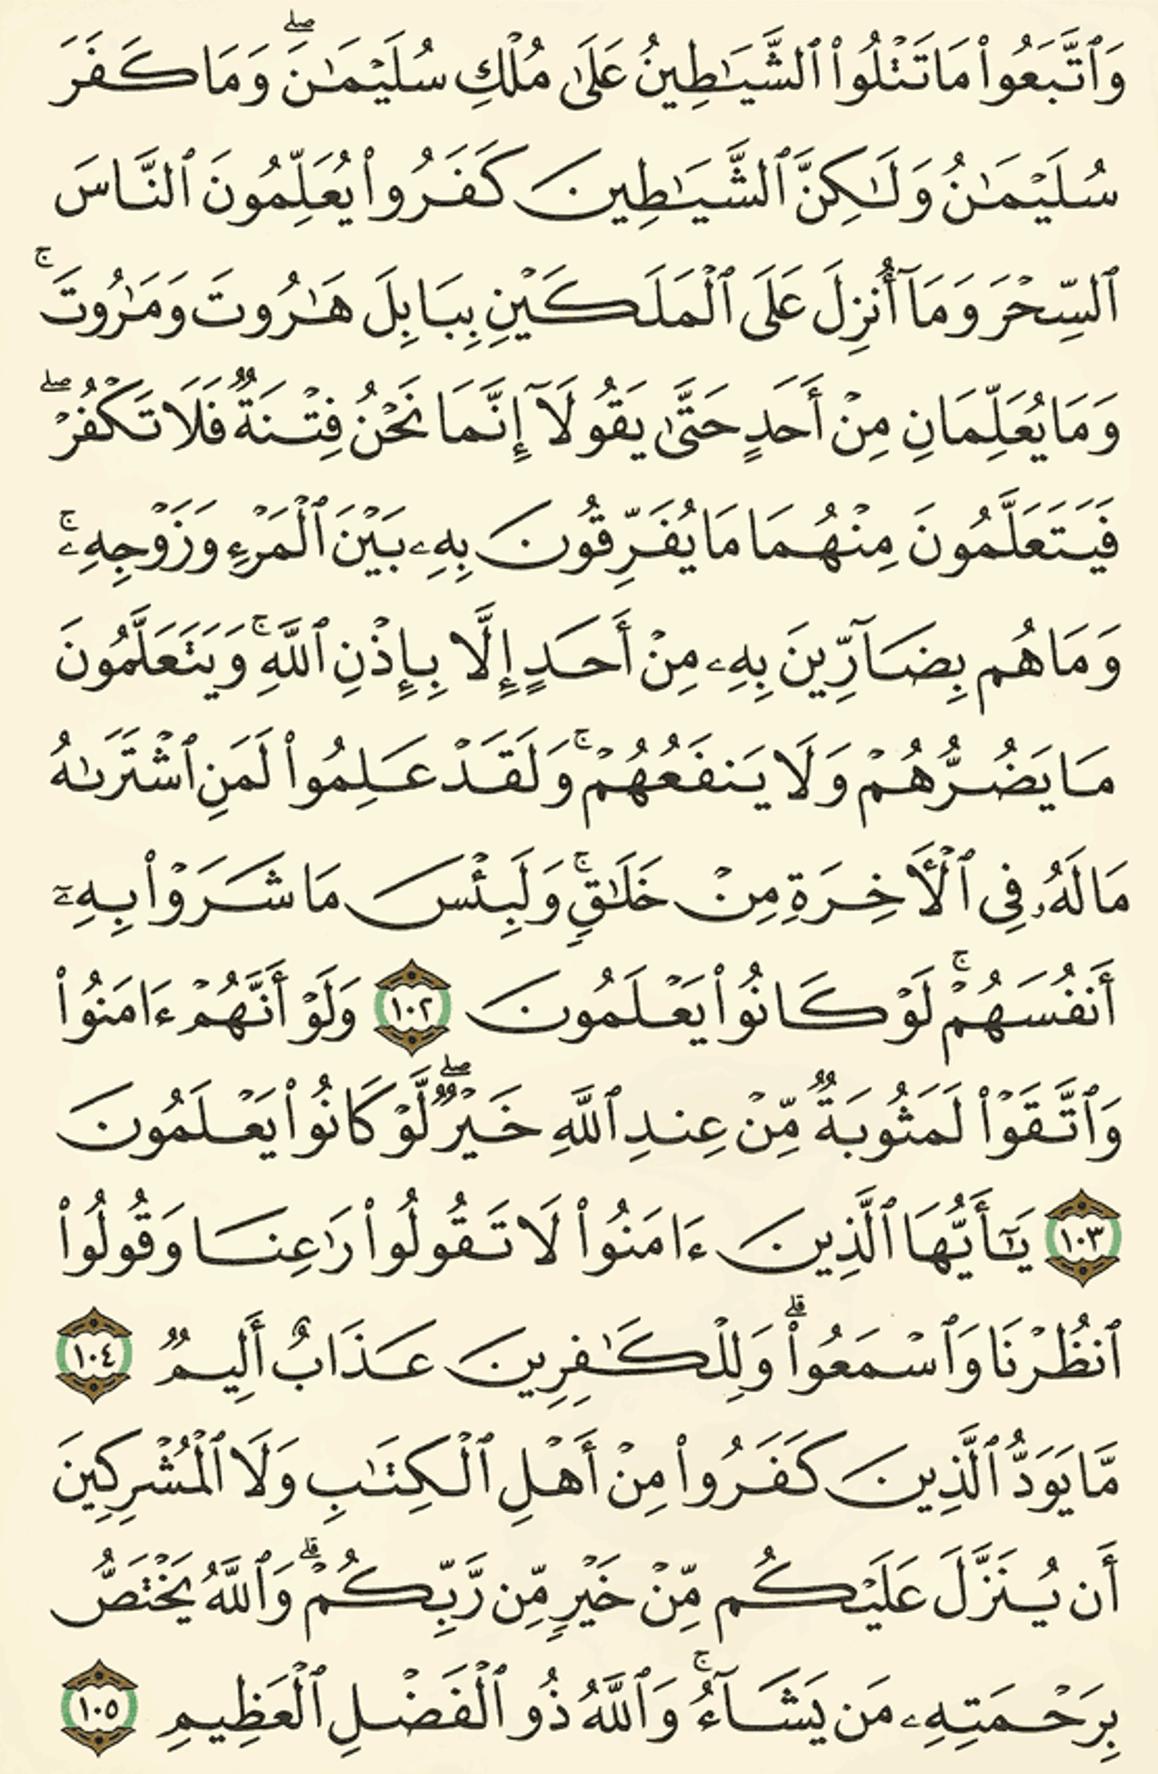 وَٱتَّبَعُوا۟ مَا تَتْلُوا۟ ٱلشَّيَـٰطِينُ عَلَىٰ مُلْكِ سُلَيْمَـٰنَ ۖ وَمَا كَفَرَ
سُلَيْمَـٰنُ وَلَـٰكِنَّ ٱلشَّيَـٰطِينَ كَفَرُوا۟ يُعَلِّمُونَ ٱلنَّاسَ
ٱلسِّحْرَ وَمَآ أُنزِلَ عَلَى ٱلْمَلَكَيْنِ بِبَابِلَ هَـٰرُوتَ وَمَـٰرُوتَ ۚ
وَمَا يُعَلِّمَانِ مِنْ أَحَدٍ حَتَّىٰ يَقُولَآ إِنَّمَا نَحْنُ فِتْنَةٌ فَلَا تَكْفُرْ ۖ
فَيَتَعَلَّمُونَ مِنْهُمَا مَا يُفَرِّقُونَ بِهِۦ بَيْنَ ٱلْمَرْءِ وَزَوْجِهِۦ ۚ
وَمَا هُم بِضَآرِّينَ بِهِۦ مِنْ أَحَدٍ إِلَّا بِإِذْنِ ٱللَّهِ ۚ وَيَتَعَلَّمُونَ
مَا يَضُرُّهُمْ وَلَا يَنفَعُهُمْ ۚ وَلَقَدْ عَلِمُوا۟ لَمَنِ ٱشْتَرَىٰهُ
مَا لَهُۥ فِى ٱلْـَٔاخِرَةِ مِنْ خَلَـٰقٍ ۚ وَلَبِئْسَ مَا شَرَوْا۟ بِهِۦٓ
أَنفُسَهُمْ ۚ لَوْ كَانُوا۟ يَعْلَمُونَ ١٠٢ وَلَوْ أَنَّهُمْ ءَامَنُوا۟
وَٱتَّقَوْا۟ لَمَثُوبَةٌ مِّنْ عِندِ ٱللَّهِ خَيْرٌ ۖ لَّوْ كَانُوا۟ يَعْلَمُونَ
١٠٣ يَـٰٓأَيُّهَا ٱلَّذِينَ ءَامَنُوا۟ لَا تَقُولُوا۟ رَٰعِنَا وَقُولُوا۟
ٱنظُرْنَا وَٱسْمَعُوا۟ ۗ وَلِلْكَـٰفِرِينَ عَذَابٌ أَلِيمٌ ١٠٤
مَّا يَوَدُّ ٱلَّذِينَ كَفَرُوا۟ مِنْ أَهْلِ ٱلْكِتَـٰبِ وَلَا ٱلْمُشْرِكِينَ
أَن يُنَزَّلَ عَلَيْكُم مِّنْ خَيْرٍ مِّن رَّبِّكُمْ ۗ وَٱللَّهُ يَخْتَصُّ
بِرَحْمَتِهِۦ مَن يَشَآءُ ۚ وَٱللَّهُ ذُو ٱلْفَضْلِ ٱلْعَظِيمِ ١٠٥